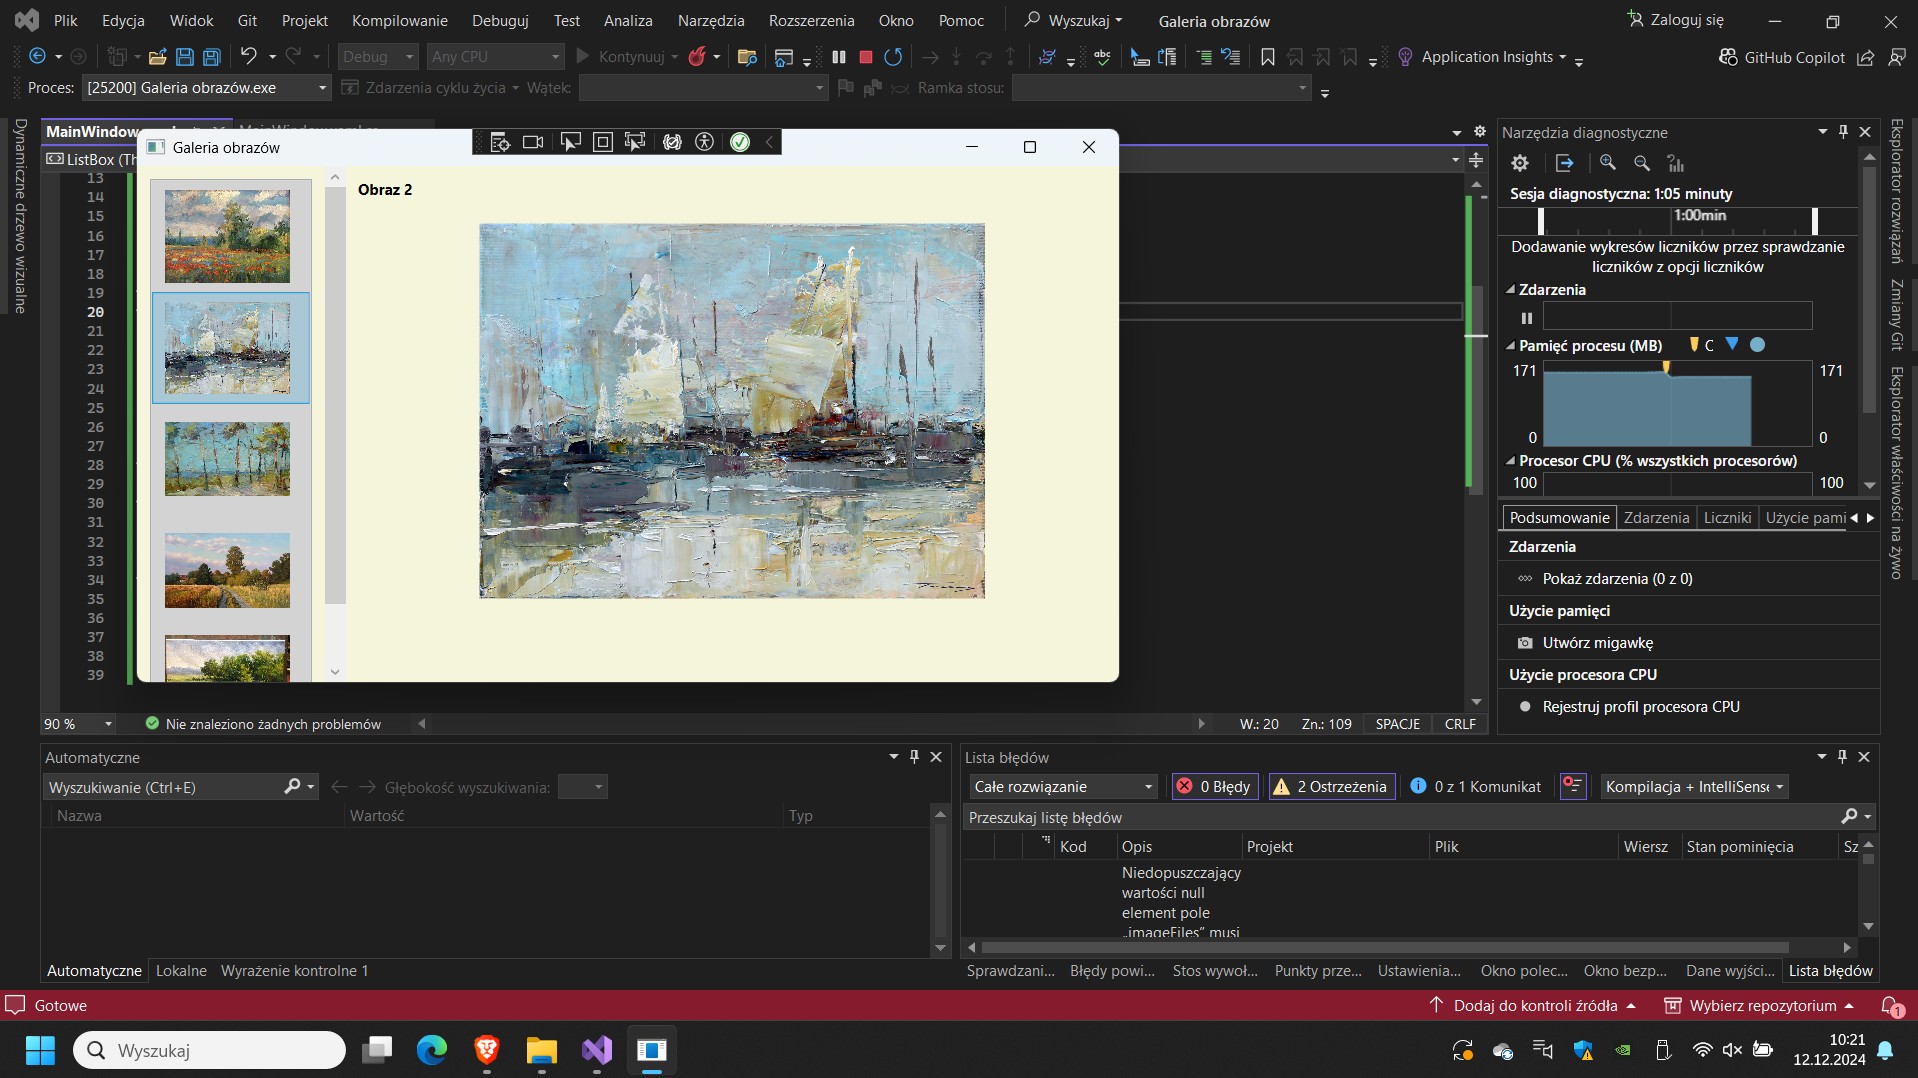 Plik Edycja Widok Git Projekt Kompilowanie Debuguj Test Analiza Narzędzia Rozszerzenia Okno Pomoc Wyszukaj Galeria obrazów Zaloguj się
Debug Any CPU Kontynuuj Application Insights GitHub Copilot
Proces: [25200] Galeria obrazów.exe Zdarzenia cyklu życia Wątek: Ramka stosu:
Dynamiczne drzewo wizualne
MainWindow
ListBox (Th
Galeria obrazów
Obraz 2
13
14
15
16
17
18
19
20
21
22
23
24
25
26
27
28
29
30
31
32
33
34
35
36
37
38
39
90 % Nie znaleziono żadnych problemów W.: 20 Zn.: 109 SPACJE CRLF
Narzędzia diagnostyczne
Sesja diagnostyczna: 1:05 minuty
1:00min
Dodawanie wykresów liczników przez sprawdzanie
liczników z opcji liczników
Zdarzenia
Pamięć procesu (MB) C
171 171
0 0
Procesor CPU (% wszystkich procesorów)
100 100
Podsumowanie Zdarzenia Liczniki Użycie pami
Zdarzenia
Pokaż zdarzenia (0 z 0)
Użycie pamięci
Utwórz migawkę
Użycie procesora CPU
Rejestruj profil procesora CPU
Eksplorator rozwiązań
Zmiany Git
Eksplorator właściwości na żywo
Automatyczne
Wyszukiwanie (Ctrl+E) Głębokość wyszukiwania:
Nazwa Wartość Typ
Automatyczne Lokalne Wyrażenie kontrolne 1
Lista błędów
Całe rozwiązanie 0 Błędy 2 Ostrzeżenia 0 z 1 Komunikat Kompilacja + IntelliSense
Przeszukaj listę błędów
Kod Opis Projekt Plik Wiersz Stan pominięcia Sz
Niedopuszczający
wartości null
element pole
„imageFiles” musi
Sprawdzani... Błędy powi... Stos wywoł... Punkty prze... Ustawienia... Okno polec... Okno bezp... Dane wyjści... Lista błędów
Gotowe Dodaj do kontroli źródła Wybierz repozytorium 1
Wyszukaj
10:21
12.12.2024